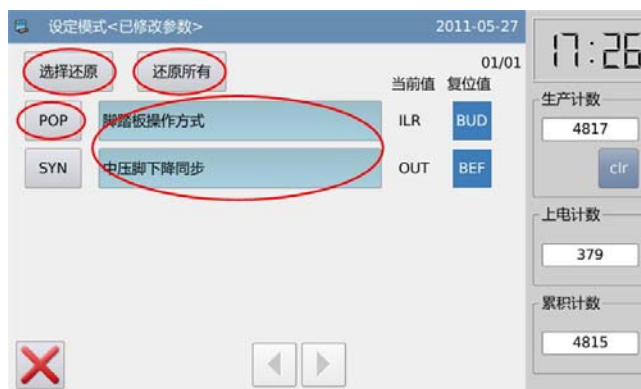 设定模式<已修改参数> 2011-05-27
17:26
选择还原 还原所有 01/01
当前值 复位值
POP 脚踏板操作方式 ILR BUD
SYN 中压脚下降同步 OUT BEF
生产计数
4817
clr
上电计数
379
累积计数
4815